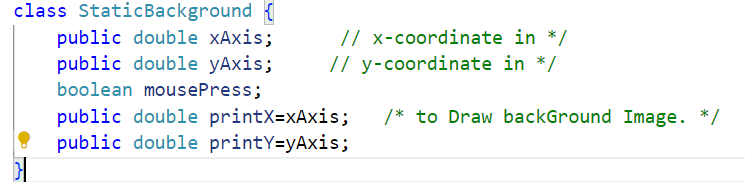 class StaticBackground {
public double xAxis; // x-coordinate in */
public double yAxis; // y-coordinate in */
boolean mousePress;
public double printX=xAxis; /* to Draw backGround Image. */
public double printY=yAxis;
}